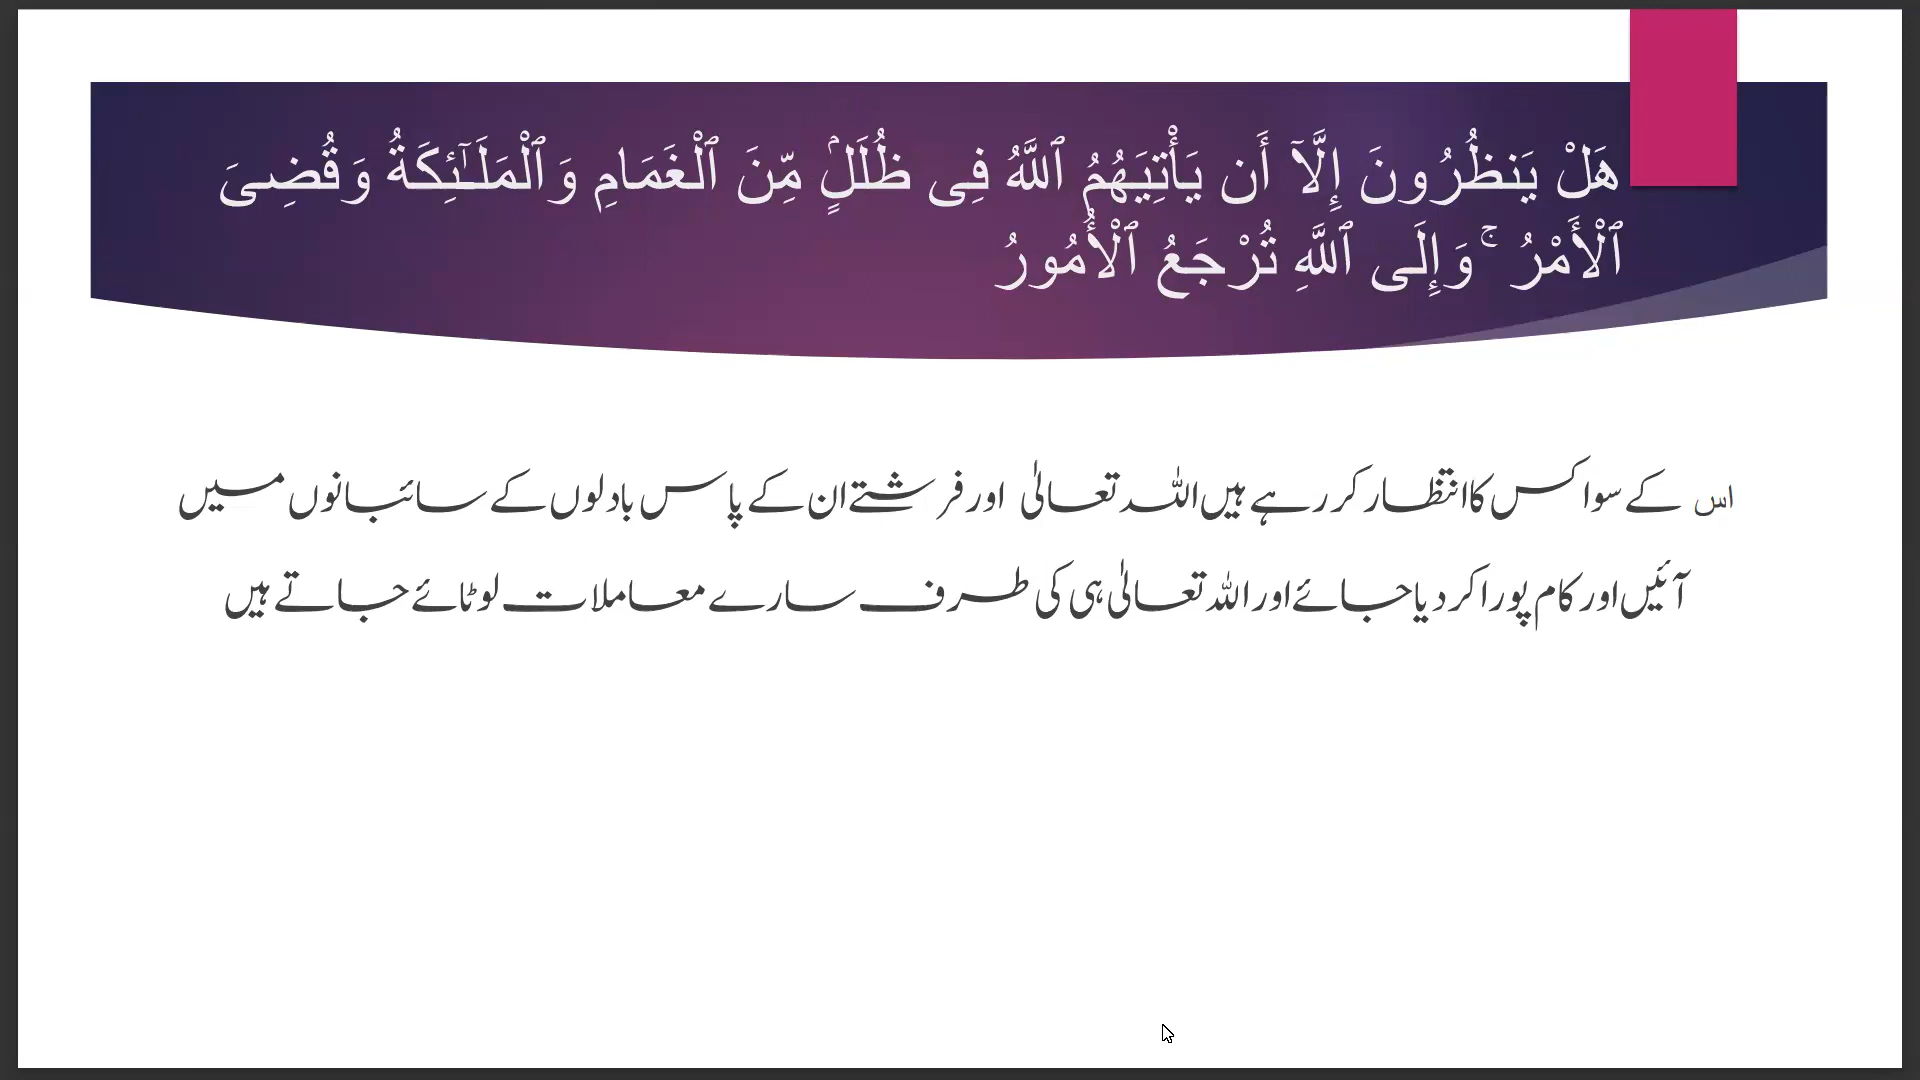 هَلْ يَنظُرُونَ إِلَّآ أَن يَأْتِيَهُمُ ٱللَّهُ فِى ظُلَلٍۢ مِّنَ ٱلْغَمَامِ وَٱلْمَلَـٰٓئِكَةُ وَقُضِىَ
ٱلْأَمْرُ ۚ وَإِلَى ٱللَّهِ تُرْجَعُ ٱلْأُمُورُ
اس کے سوا کس کا انتظار کر رہے ہیں اللہ تعالیٰ اور فرشتے ان کے پاس بادلوں کے سائبانوں میں
آئیں اور کام پورا کر دیا جائے اور اللہ تعالیٰ ہی کی طرف سارے معاملات لوٹائے جاتے ہیں